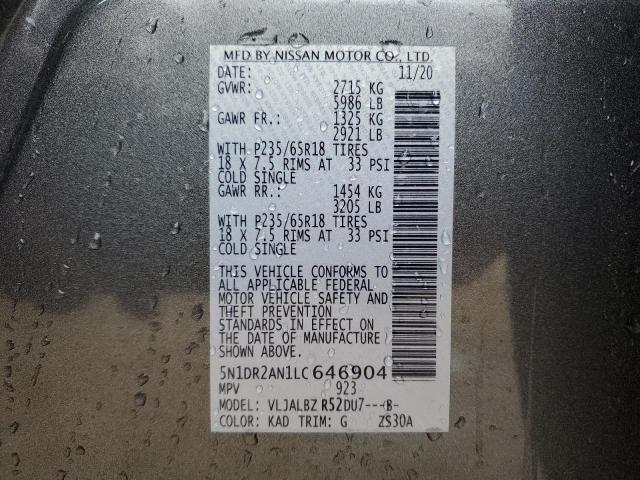 MFD BY NISSAN MOTOR CO., LTD.
DATE: 11/20
GVWR: 2715 KG
5986 LB
GAWR FR.: 1325 KG
2921 LB
WITH P235/65R18 TIRES
18 X 7.5 RIMS AT 33 PSI
COLD SINGLE
GAWR RR.: 1454 KG
3205 LB
WITH P235/65R18 TIRES
18 X 7.5 RIMS AT 33 PSI
COLD SINGLE
THIS VEHICLE CONFORMS TO
ALL APPLICABLE FEDERAL
MOTOR VEHICLE SAFETY AND
THEFT PREVENTION
STANDARDS IN EFFECT ON
THE DATE OF MANUFACTURE
SHOWN ABOVE.
5N1DR2AN1LC646904
MPV 923
MODEL: VLJALBZ R52DU7---B-
COLOR: KAD TRIM: G ZS30A